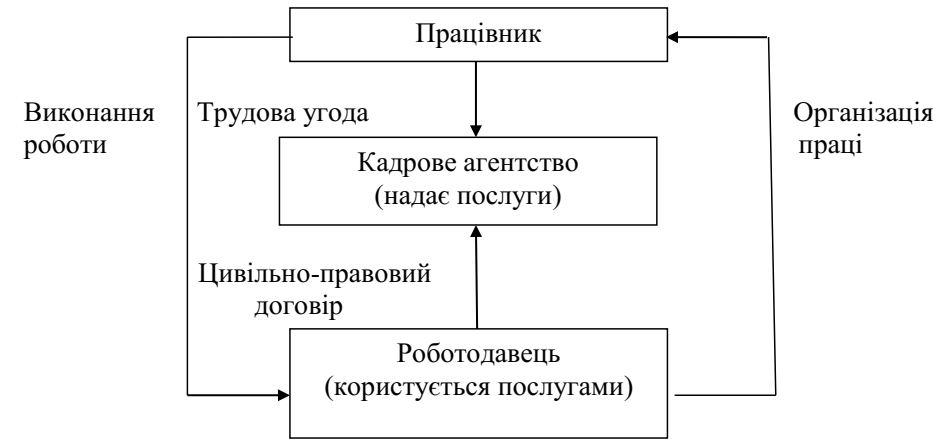 Працівник
Виконання
роботи
Трудова угода
Організація
праці
Кадрове агентство
(надає послуги)
Цивільно-правовий
договір
Роботодавець
(користується послугами)